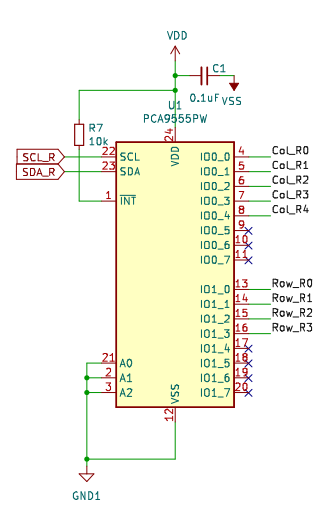 VDD
C1
0.1uF
VSS
U1
PCA9555PW
R7
10k
24
VDD
SCL_R
22
SCL
SDA_R
23
SDA
1
INT
IO0_0
4
Col_R0
IO0_1
5
Col_R1
IO0_2
6
Col_R2
IO0_3
7
Col_R3
IO0_4
8
Col_R4
IO0_5
9
IO0_6
10
IO0_7
11
IO1_0
13
Row_R0
IO1_1
14
Row_R1
IO1_2
15
Row_R2
IO1_3
16
Row_R3
IO1_4
17
IO1_5
18
IO1_6
19
IO1_7
20
21
A0
2
A1
3
A2
VSS
12
GND1